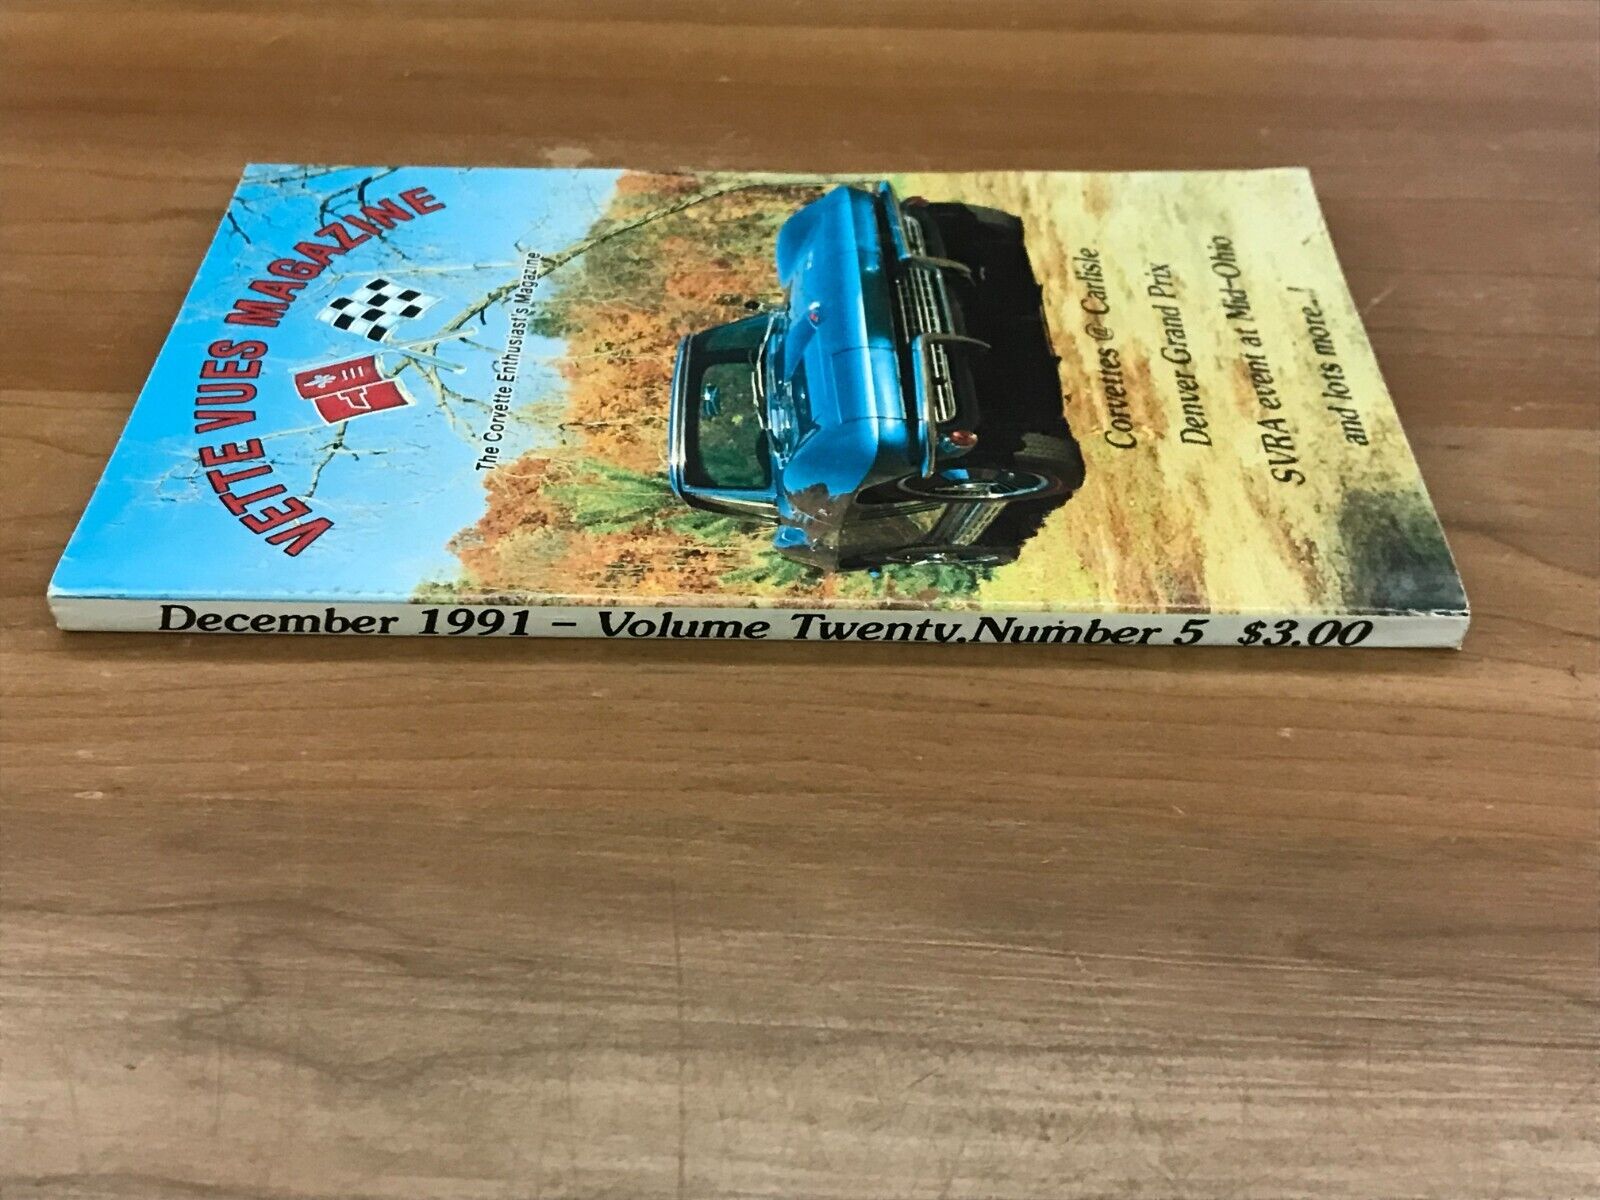 VETTE VUES MAGAZINE
The Corvette Enthusiast's Magazine
Corvettes @ Carlisle
Denver Grand Prix
SVRA event at Mid-Ohio
and lots more..!
December 1991 – Volume Twenty, Number 5 $3.00